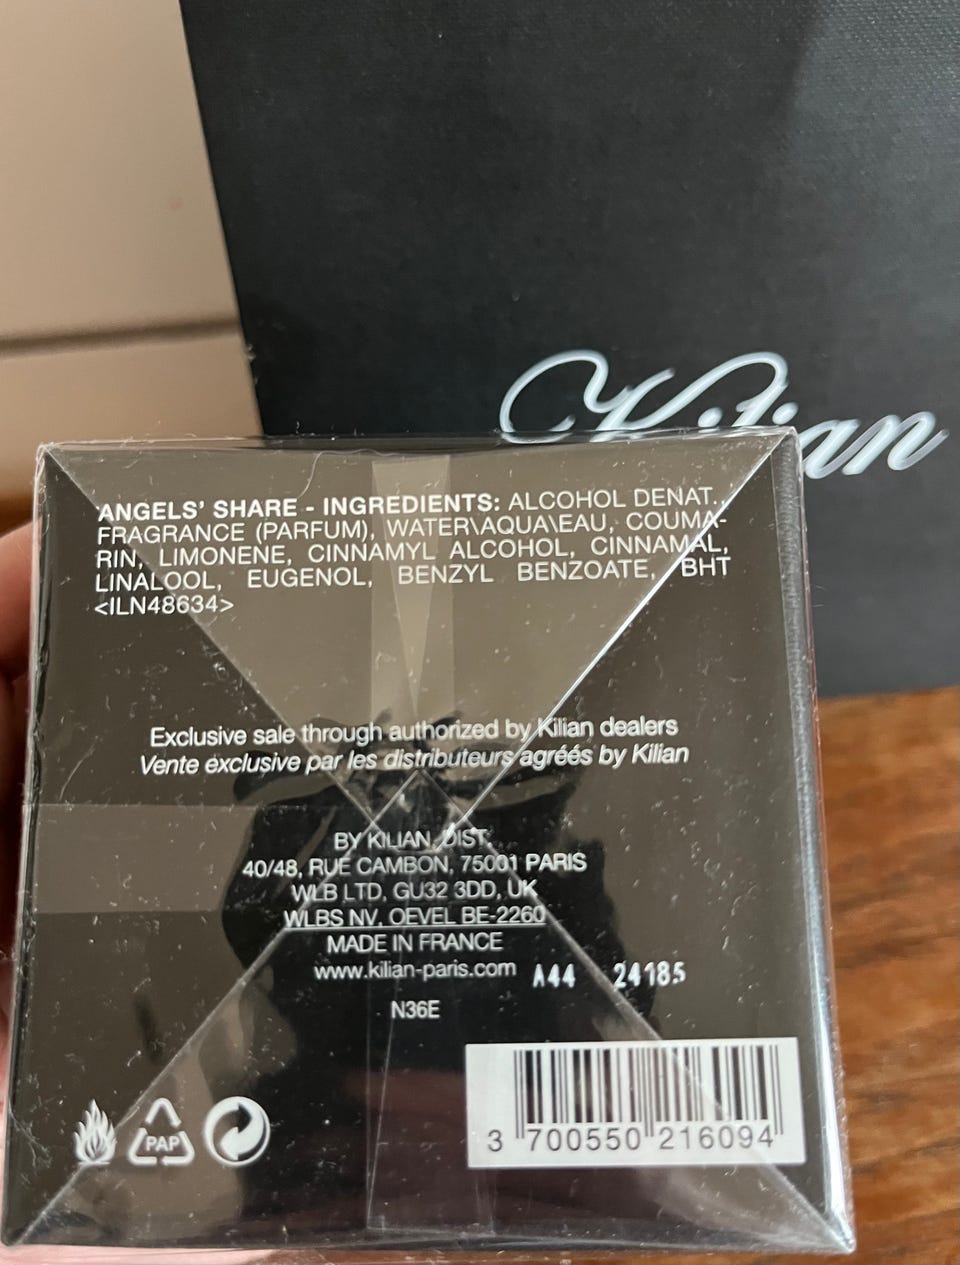 Kilian
ANGELS' SHARE - INGREDIENTS: ALCOHOL DENAT.,
FRAGRANCE (PARFUM), WATER\AQUA\EAU, COUMA-
RIN, LIMONENE, CINNAMYL ALCOHOL, CINNAMAL,
LINALOOL, EUGENOL, BENZYL BENZOATE, BHT
<ILN48634>
Exclusive sale through authorized by Kilian dealers
Vente exclusive par les distributeurs agréés by Kilian
BY KILIAN, DIST.
40/48, RUE CAMBON, 75001 PARIS
WLB LTD, GU32 3DD, UK
WLBS NV, OEVEL BE-2260
MADE IN FRANCE
www.kilian-paris.com A44 24185
N36E
PAP
3 700550 216094